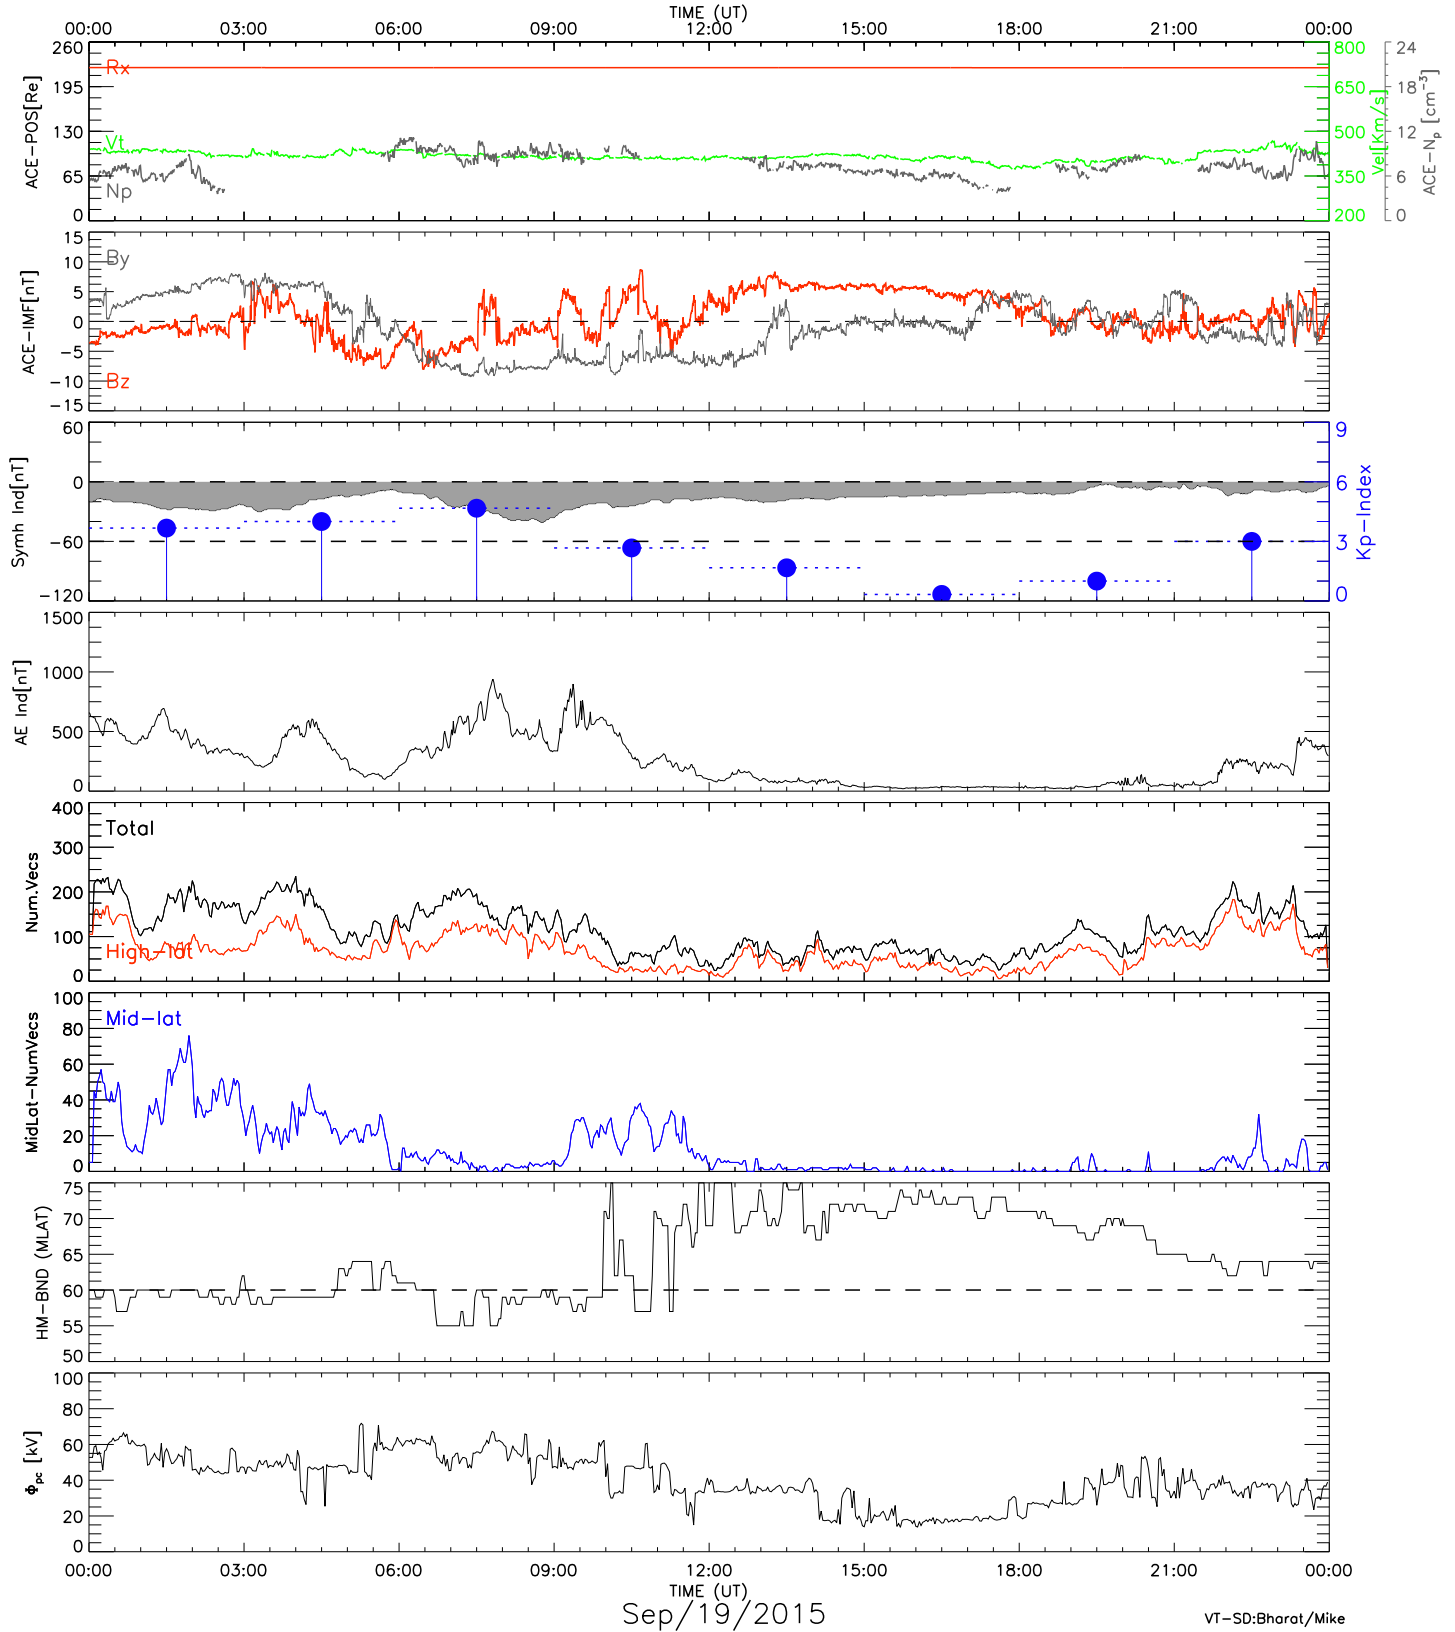 TIME (UT)
00:00 03:00 06:00 09:00 12:00 15:00 18:00 21:00 00:00
260
195
130
65
0
ACE-POS[Re]
Rx
Vt
Np
800
650
500
350
200
Vel[Km/s]
24
18
12
6
0
ACE-Np [cm-3]
15
10
5
0
-5
-10
-15
ACE-IMF[nT]
By
Bz
60
0
-60
-120
Symh Ind[nT]
9
6
3
0
Kp-Index
1500
1000
500
0
AE Ind[nT]
400
300
200
100
0
Num.Vecs
Total
High-lat
100
80
60
40
20
0
MidLat-NumVecs
Mid-lat
75
70
65
60
55
50
HM-BND (MLAT)
100
80
60
40
20
0
Φpc [kV]
00:00 03:00 06:00 09:00 12:00 15:00 18:00 21:00 00:00
TIME (UT)
Sep/19/2015
VT-SD:Bharat/Mike